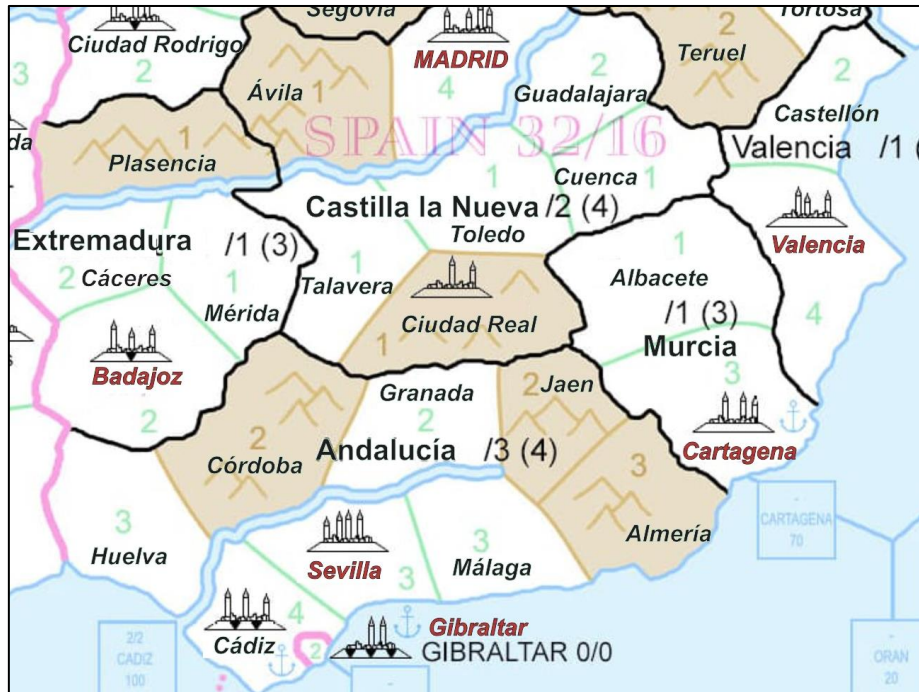 Segovia
Tortosa
Ciudad Rodrigo
2
MADRID
2
Teruel
3
2
Ávila
1
4
2
Guadalajara
2
Castellón
da
1
Plasencia
SPAIN 32/16
Valencia /1 (
1
Cuenca 1
Castilla la Nueva /2 (4)
Toledo
Extremadura /1 (3)
Valencia
2
Cáceres
1
Mérida
1
Talavera
1
Albacete
/1 (3)
4
Ciudad Real
1
Murcia
3
Badajoz
2
Granada
2
2
Jaen
Cartagena
2
Córdoba
Andalucía /3 (4)
3
-
CARTAGENA
70
3
Huelva
Sevilla
3
3
Málaga
Almería
4
Cádiz
2
Gibraltar
GIBRALTAR 0/0
2/2
CADIZ
100
-
-
ORAN
20